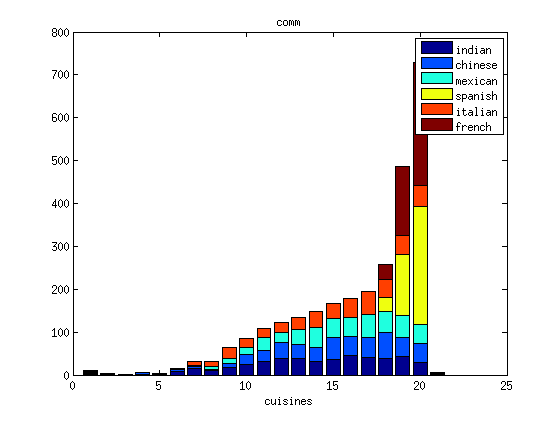 comm
800
700
600
500
400
300
200
100
0
0 5 10 15 20 25
cuisines
indian
chinese
mexican
spanish
italian
french